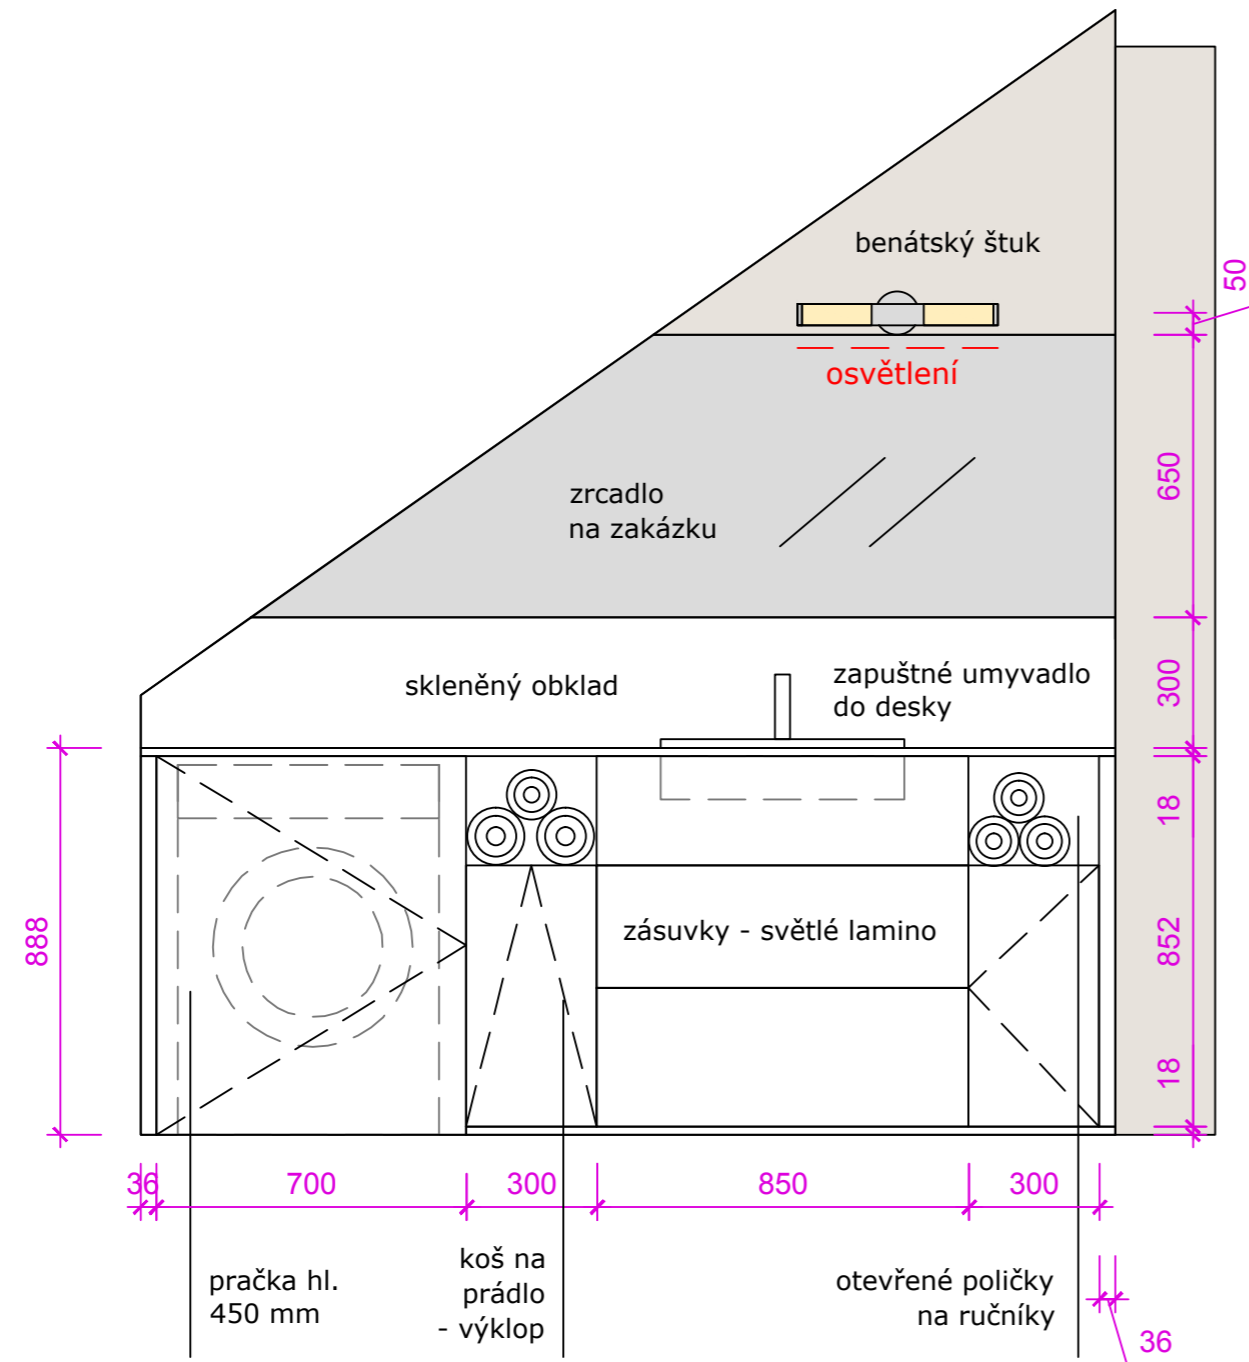 benátský štuk
50
osvětlení
650
zrcadlo
na zakázku
skleněný obklad
zapuštné umyvadlo
do desky
300
18
888
zásuvky - světlé lamino
852
18
36
700
300
850
300
pračka hl.
450 mm
koš na
prádlo
- výklop
otevřené poličky
na ručníky
36